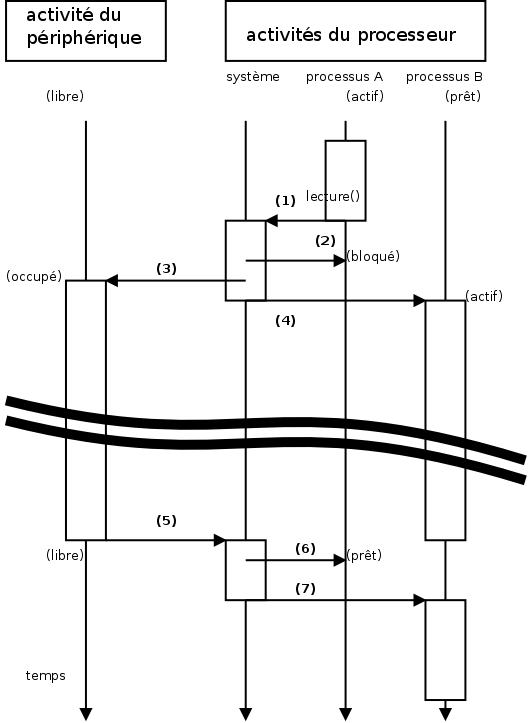 activité du
périphérique
activités du processeur
système
processus A
processus B
(libre)
(actif)
(prêt)
lecture()
(1)
(2)
(bloqué)
(3)
(occupé)
(actif)
(4)
(5)
(6)
(libre)
(prêt)
(7)
temps